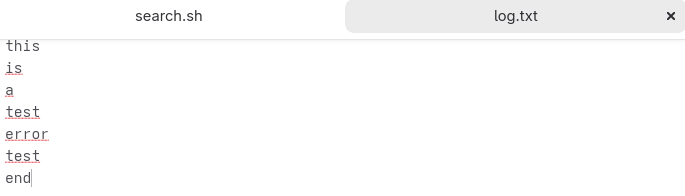 search.sh
log.txt ×
this
is
a
test
error
test
end